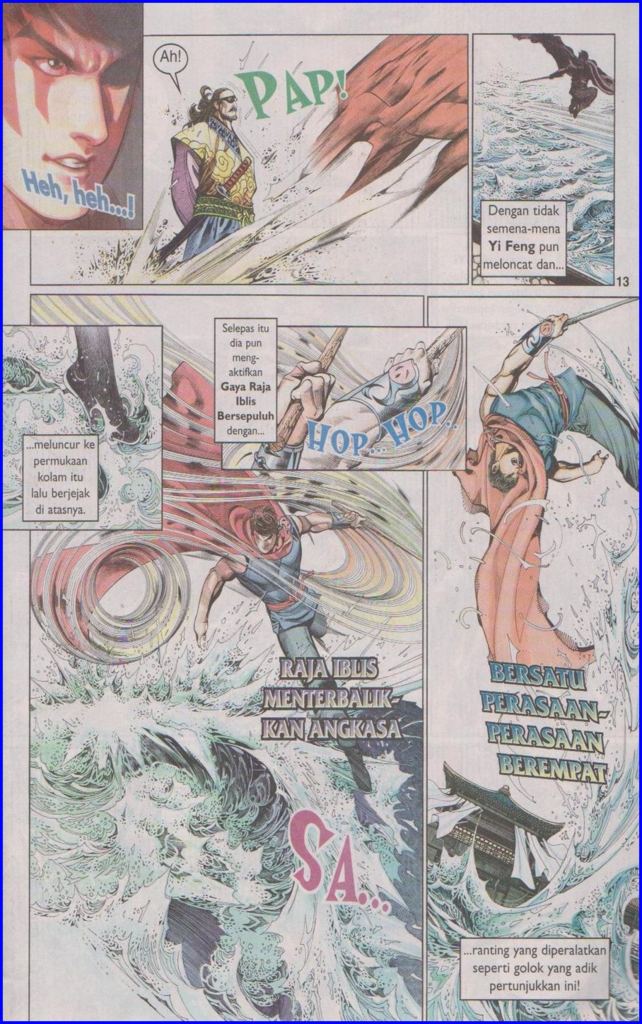 Heh, heh...!
Ah!
PAP!
Dengan tidak
semena-mena
Yi Feng pun
meloncat dan...
13
...meluncur ke
permukaan
kolam itu
lalu berjejak
di atasnya.
Selepas itu
dia pun
meng-
aktifkan
Gaya Raja
Iblis
Bersepuluh
dengan...
HOP... HOP...
RAJA IBLIS
MENTERBALIK-
KAN ANGKASA
SA...
BERSATU
PERASAAN-
PERASAAN
BEREMPAT
...ranting yang diperalatkan
seperti golok yang adik
pertunjukkan ini!